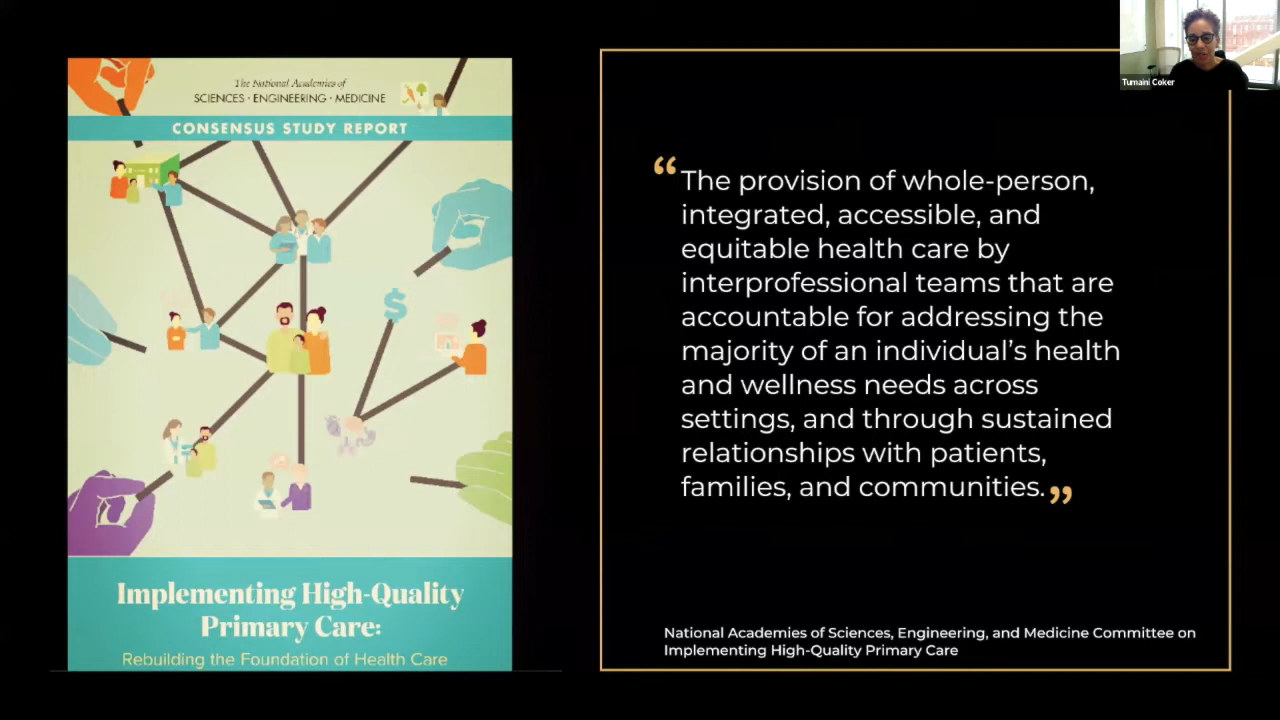 The National Academies of
SCIENCES · ENGINEERING · MEDICINE
CONSENSUS STUDY REPORT
$
Implementing High-Quality
Primary Care:
Rebuilding the Foundation of Health Care
“The provision of whole-person,
integrated, accessible, and
equitable health care by
interprofessional teams that are
accountable for addressing the
majority of an individual’s health
and wellness needs across
settings, and through sustained
relationships with patients,
families, and communities.”
National Academies of Sciences, Engineering, and Medicine Committee on
Implementing High-Quality Primary Care
Tumaini Coker